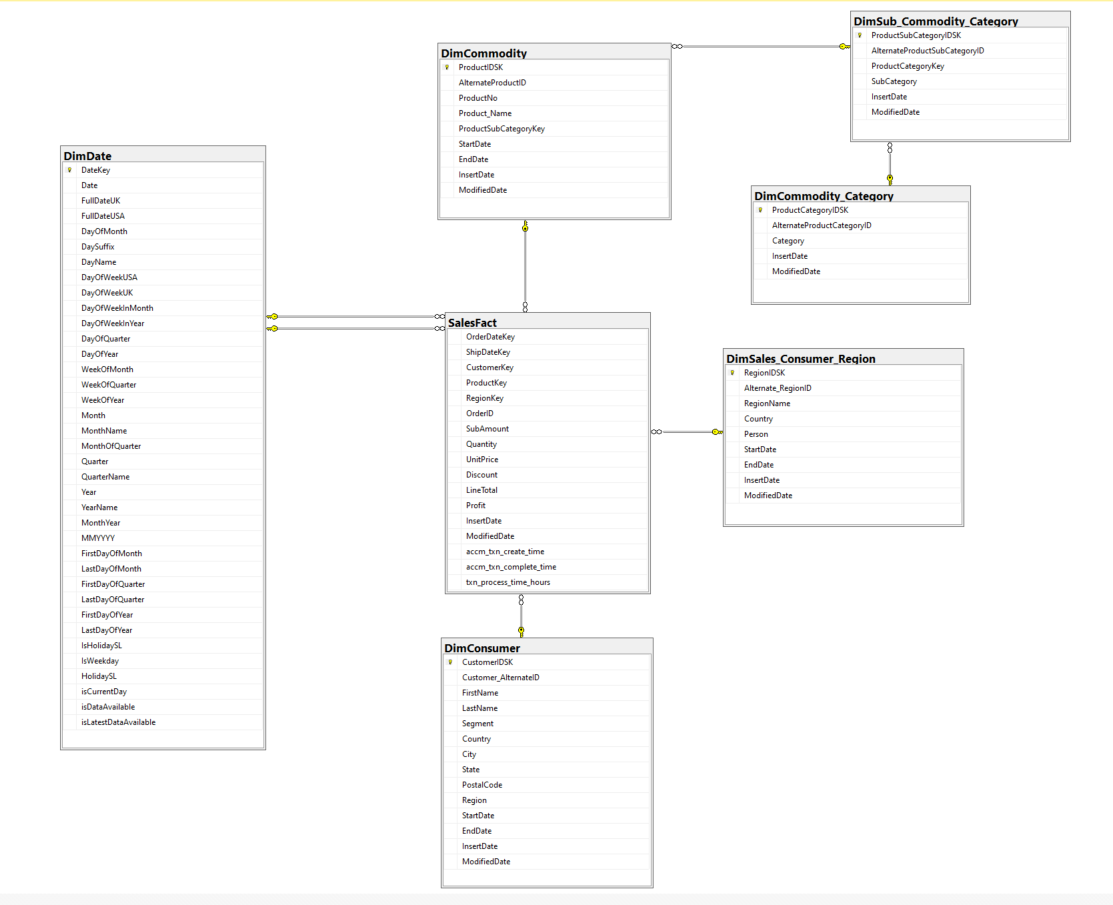 DimSub_Commodity_Category
ProductSubCategoryIDSK
AlternateProductSubCategoryID
ProductCategoryKey
SubCategory
InsertDate
ModifiedDate
DimCommodity
ProductIDSK
AlternateProductID
ProductNo
Product_Name
ProductSubCategoryKey
StartDate
EndDate
InsertDate
ModifiedDate
DimCommodity_Category
ProductCategoryIDSK
AlternateProductCategoryID
Category
InsertDate
ModifiedDate
DimDate
DateKey
Date
FullDateUK
FullDateUSA
DayOfMonth
DaySuffix
DayName
DayOfWeekUSA
DayOfWeekUK
DayOfWeekInMonth
DayOfWeekInYear
DayOfQuarter
DayOfYear
WeekOfMonth
WeekOfQuarter
WeekOfYear
Month
MonthName
MonthOfQuarter
Quarter
QuarterName
Year
YearName
MonthYear
MMYYYY
FirstDayOfMonth
LastDayOfMonth
FirstDayOfQuarter
LastDayOfQuarter
FirstDayOfYear
LastDayOfYear
IsHolidaySL
IsWeekday
HolidaySL
isCurrentDay
isDataAvailable
isLatestDataAvailable
SalesFact
OrderDateKey
ShipDateKey
CustomerKey
ProductKey
RegionKey
OrderID
SubAmount
Quantity
UnitPrice
Discount
LineTotal
Profit
InsertDate
ModifiedDate
accm_txn_create_time
accm_txn_complete_time
txn_process_time_hours
DimSales_Consumer_Region
RegionIDSK
Alternate_RegionID
RegionName
Country
Person
StartDate
EndDate
InsertDate
ModifiedDate
DimConsumer
CustomerIDSK
Customer_AlternateID
FirstName
LastName
Segment
Country
City
State
PostalCode
Region
StartDate
EndDate
InsertDate
ModifiedDate